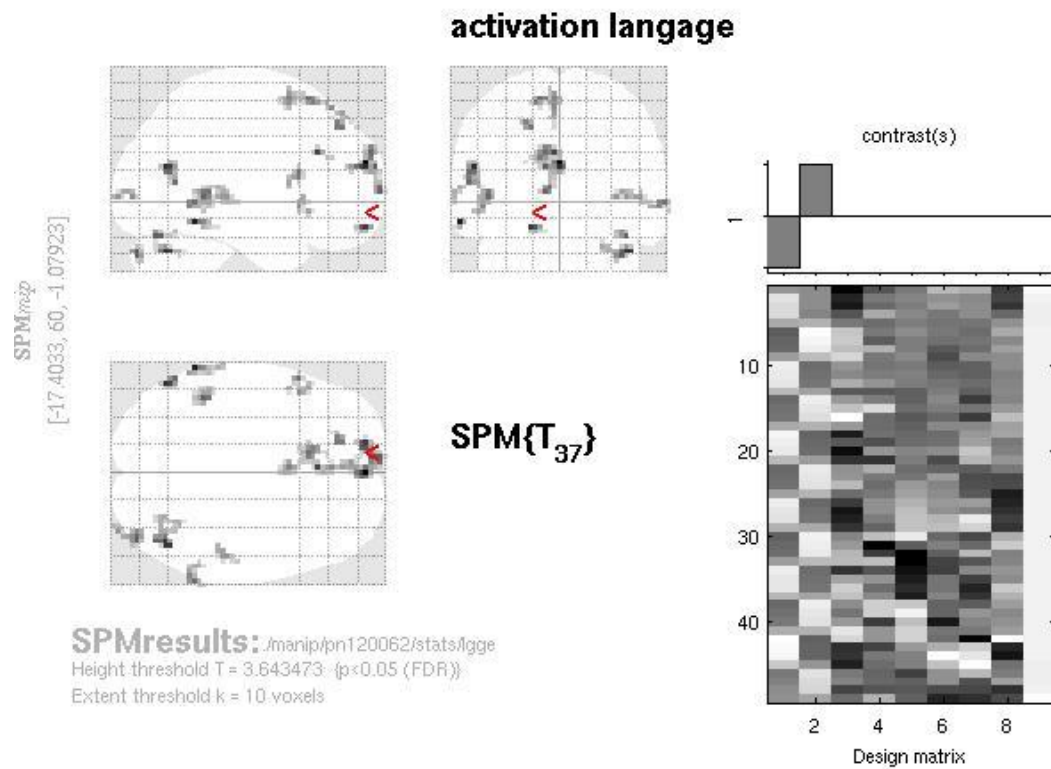 activation langage
contrast(s)
1
SPMmip
[-17.4033, 60, -1.07923]
<
<
<
SPM{T37}
10
20
30
40
2 4 6 8
Design matrix
SPMresults: ./manip/pn120062/stats/lgge
Height threshold T = 3.643473 {p<0.05 (FDR)}
Extent threshold k = 10 voxels